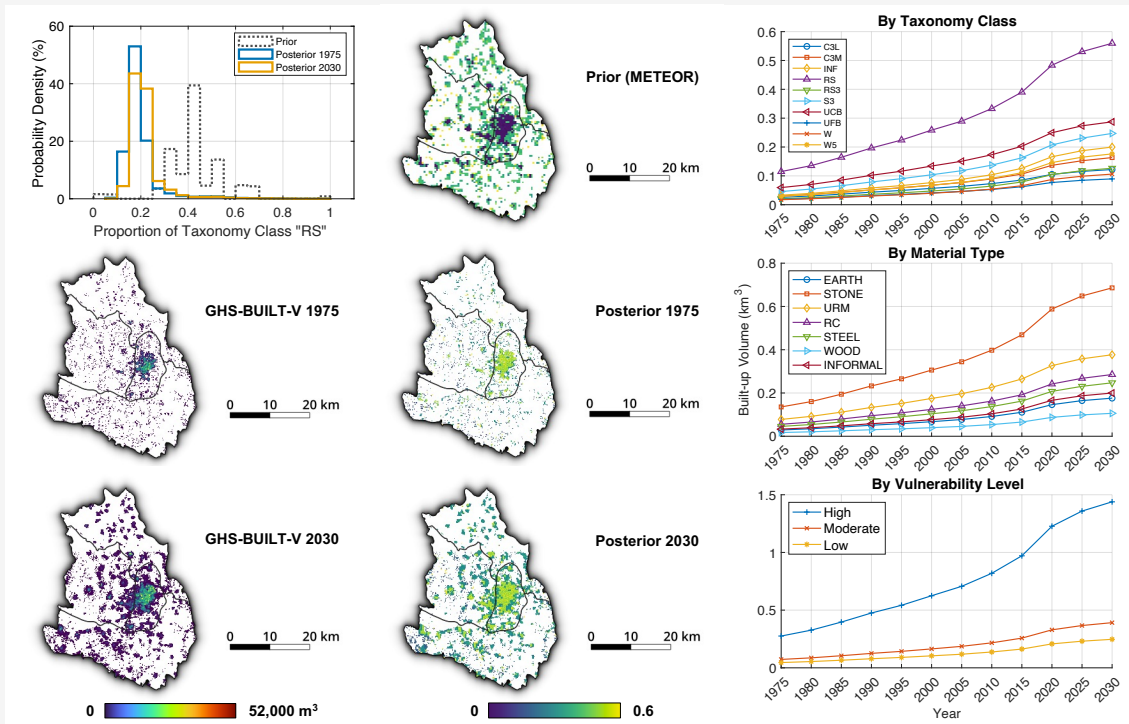 60
40
20
0
Probability Density (%)
Prior
Posterior 1975
Posterior 2030
0 0.2 0.4 0.6 0.8 1
Proportion of Taxonomy Class "RS"
Prior (METEOR)
0 10 20 km
GHS-BUILT-V 1975
0 10 20 km
Posterior 1975
0 10 20 km
GHS-BUILT-V 2030
0 10 20 km
Posterior 2030
0 10 20 km
0 52,000 m³
0 0.6
By Taxonomy Class
0.6
0.5
0.4
0.3
0.2
0.1
0
C3L
C3M
INF
RS
RS3
S3
UCB
UFB
W
W5
1975 1980 1985 1990 1995 2000 2005 2010 2015 2020 2025 2030
By Material Type
0.8
0.6
0.4
0.2
0
Built-up Volume (km³)
EARTH
STONE
URM
RC
STEEL
WOOD
INFORMAL
1975 1980 1985 1990 1995 2000 2005 2010 2015 2020 2025 2030
By Vulnerability Level
1.5
1
0.5
0
High
Moderate
Low
1975 1980 1985 1990 1995 2000 2005 2010 2015 2020 2025 2030
Year